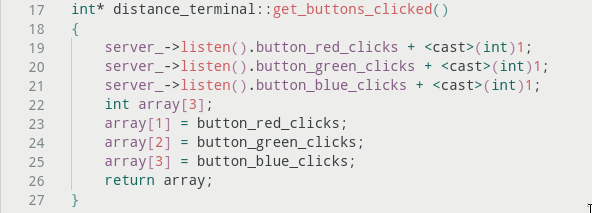 17 int* distance_terminal::get_buttons_clicked()
18 {
19     server_->listen().button_red_clicks + <cast>(int)1;
20     server_->listen().button_green_clicks + <cast>(int)1;
21     server_->listen().button_blue_clicks + <cast>(int)1;
22     int array[3];
23     array[1] = button_red_clicks;
24     array[2] = button_green_clicks;
25     array[3] = button_blue_clicks;
26     return array;
27 }